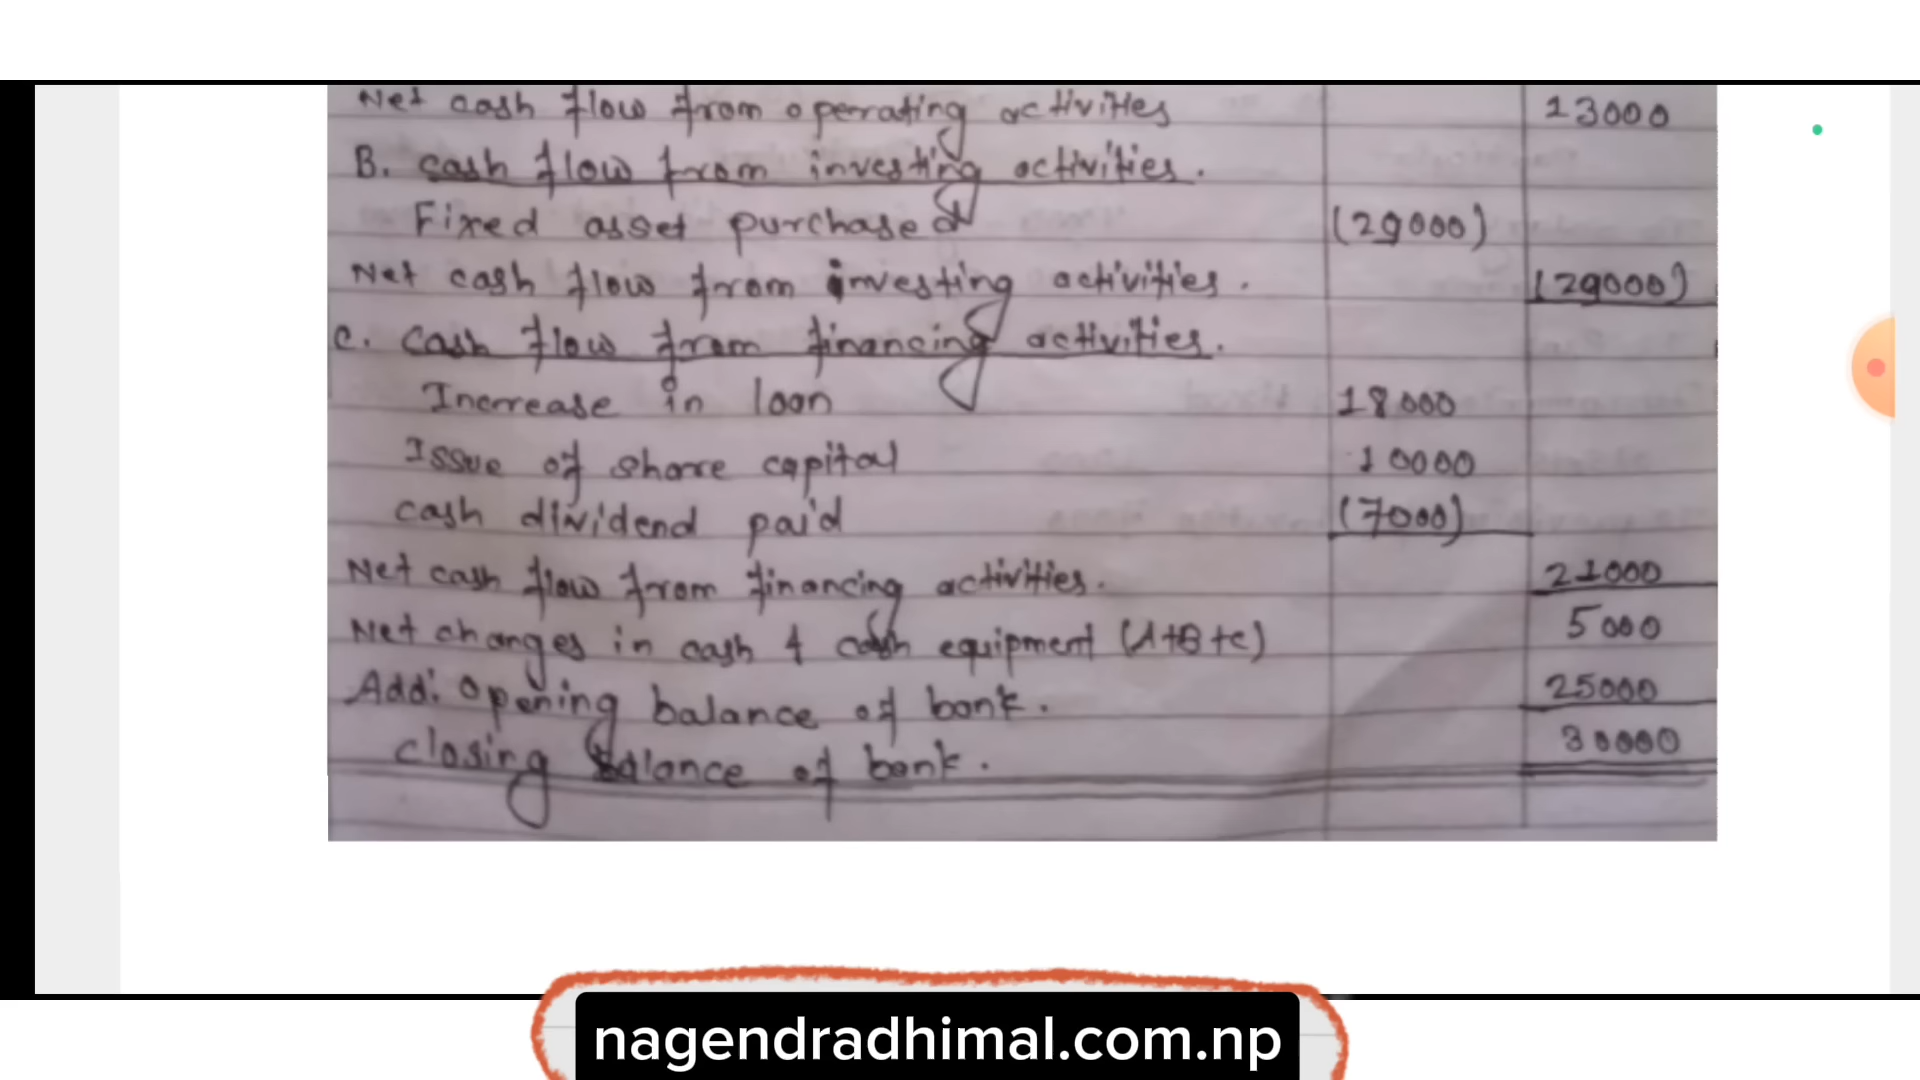 Net cash flow from operrating activities 13000
B. cash flow from investing activities.
Fixed asset purchased (29000)
Net cash flow from investing activities. (29000)
C. Cash flow from financing activities.
Increase in loan 18000
Issue of share capital 10000
cash dividend paid (7000)
Net cash flow from financing activities. 21000
Net changes in cash & cash equipment (A+B+C) 5000
Add: Opening balance of bank. 25000
closing balance of bank. 30000
nagendradhimal.com.np